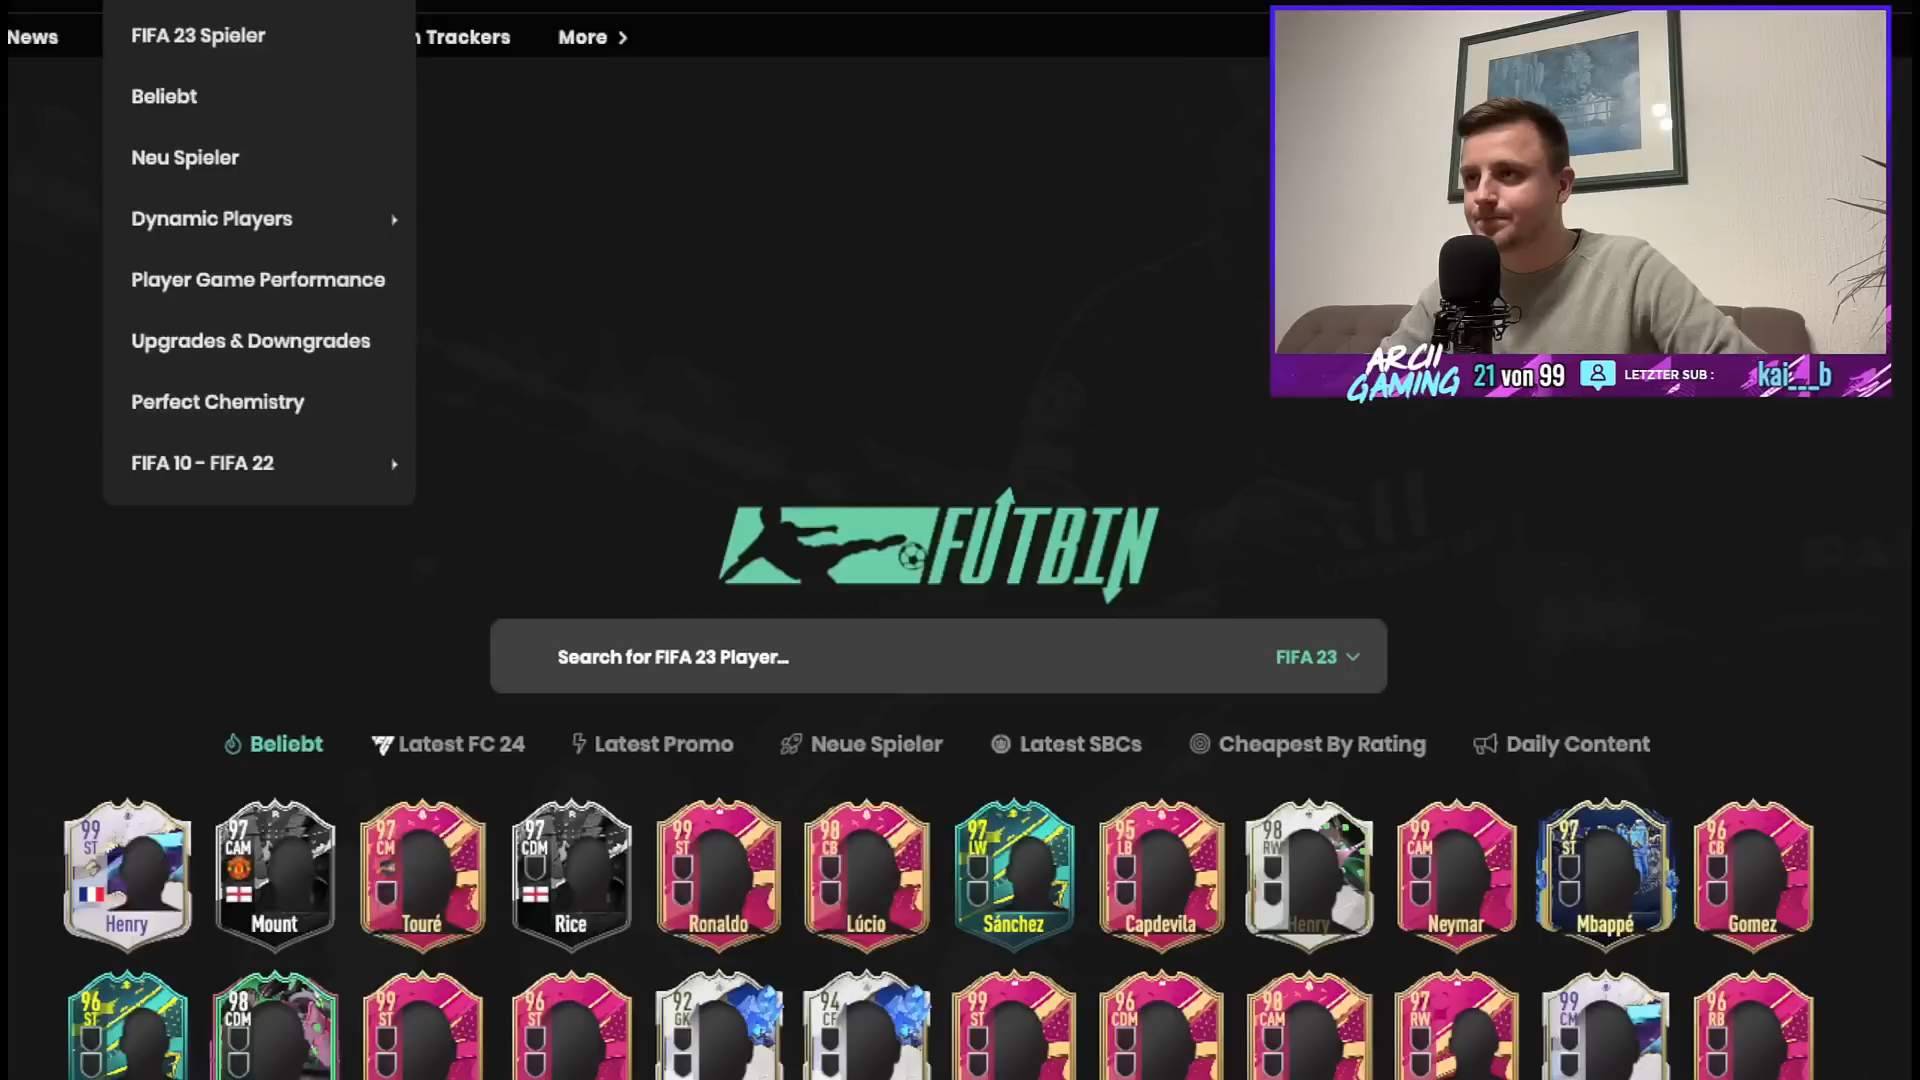 News
Trackers
More
FIFA 23 Spieler
Beliebt
Neu Spieler
Dynamic Players
Player Game Performance
Upgrades & Downgrades
Perfect Chemistry
FIFA 10 - FIFA 22
ARCII GAMING
21 von 99
LETZTER SUB :
kai___b
FUTBIN
Search for FIFA 23 Player...
FIFA 23
Beliebt
Latest FC 24
Latest Promo
Neue Spieler
Latest SBCs
Cheapest By Rating
Daily Content
99 ST Henry
97 CAM Mount
97 CM Touré
97 CDM Rice
99 ST Ronaldo
98 CB Lúcio
97 LW Sánchez
95 LB Capdevila
98 RW Henry
99 CAM Neymar
97 ST Mbappé
96 CB Gomez
96 ST
98 CDM
99 ST
96 ST
92 GK
94 CF
99 ST
96 CDM
98 CAM
97 RW
99 CM
96 RB